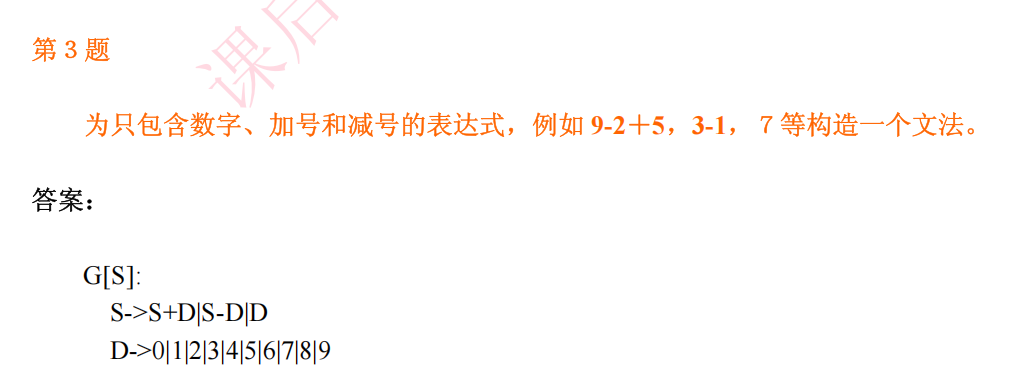 课后
第 3 题
为只包含数字、加号和减号的表达式，例如 9-2＋5，3-1，７等构造一个文法。
答案：
G[S]:
S->S+D|S-D|D
D->0|1|2|3|4|5|6|7|8|9